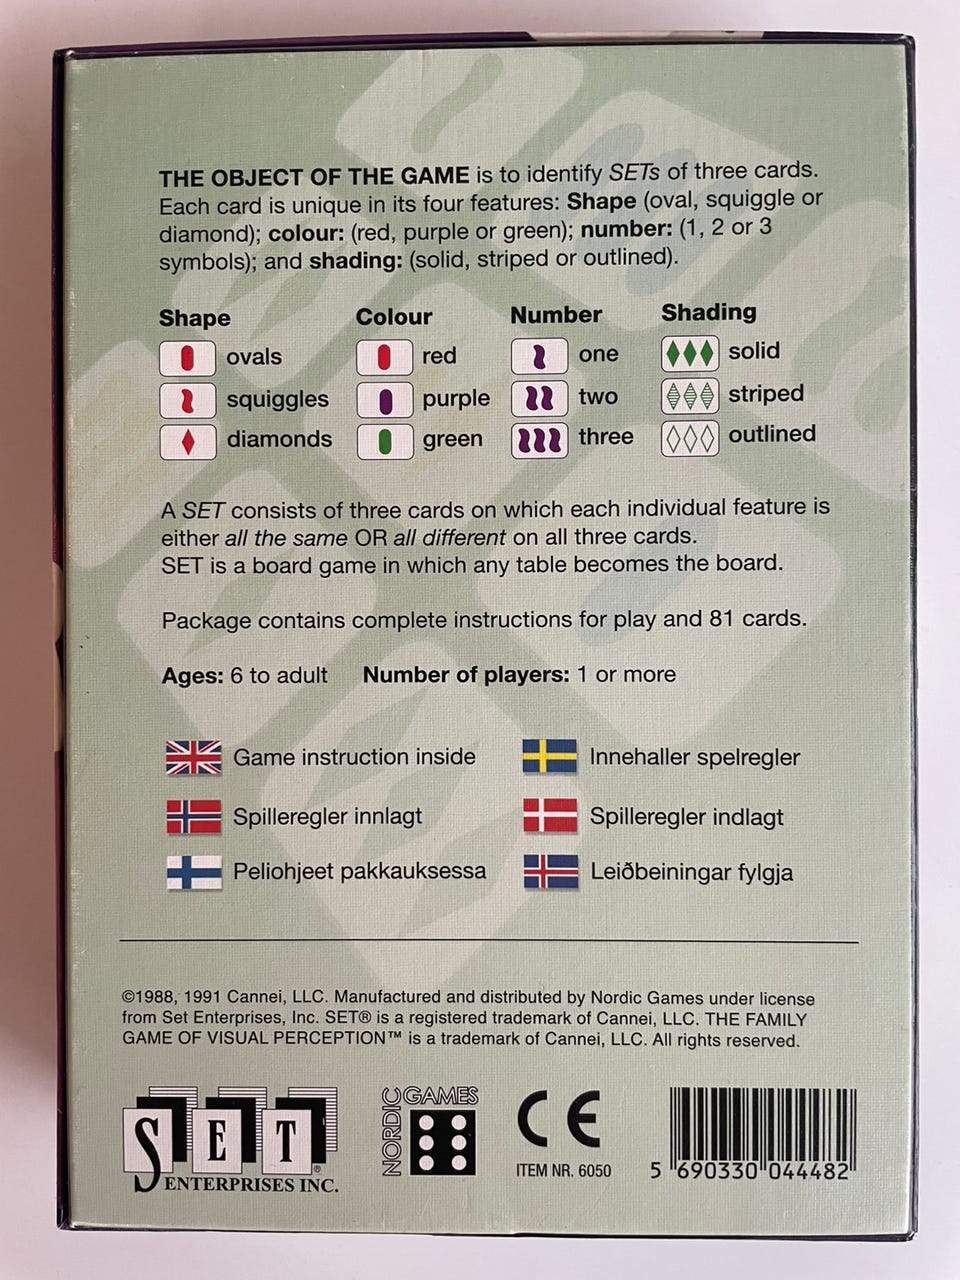 THE OBJECT OF THE GAME is to identify SETs of three cards.
Each card is unique in its four features: Shape (oval, squiggle or
diamond); colour: (red, purple or green); number: (1, 2 or 3
symbols); and shading: (solid, striped or outlined).
Shape Colour Number Shading
ovals red one solid
squiggles purple two striped
diamonds green three outlined
A SET consists of three cards on which each individual feature is
either all the same OR all different on all three cards.
SET is a board game in which any table becomes the board.
Package contains complete instructions for play and 81 cards.
Ages: 6 to adult Number of players: 1 or more
Game instruction inside Innehaller spelregler
Spilleregler innlagt Spilleregler indlagt
Peliohjeet pakkauksessa Leiðbeiningar fylgja
©1988, 1991 Cannei, LLC. Manufactured and distributed by Nordic Games under license
from Set Enterprises, Inc. SET® is a registered trademark of Cannei, LLC. THE FAMILY
GAME OF VISUAL PERCEPTION™ is a trademark of Cannei, LLC. All rights reserved.
SET®
ENTERPRISES INC.
NORDIC GAMES
CE
ITEM NR. 6050
5 690330 044482